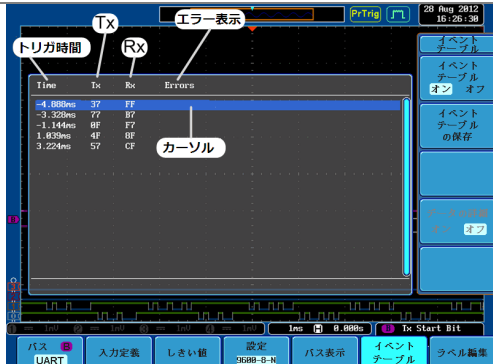 PrTrig
28 Aug 2012
16:26:30
Tx
エラー表示
トリガ時間
Rx
Time Tx Rx Errors
-4.880ms 37 FF
-3.328ms 77 B7
-1.144ms 0F F7
1.039ms 4F 8F
3.224ms 57 CF
カーソル
イベント
テーブル
イベント
テーブル
オン オフ
イベント
テーブル
の保存
オフ
1ms
0.000s
B Tx Start Bit
バス B
UART
入力定義
しきい値
設定
9600-8-N
バス表示
イベント
テーブル
ラベル編集